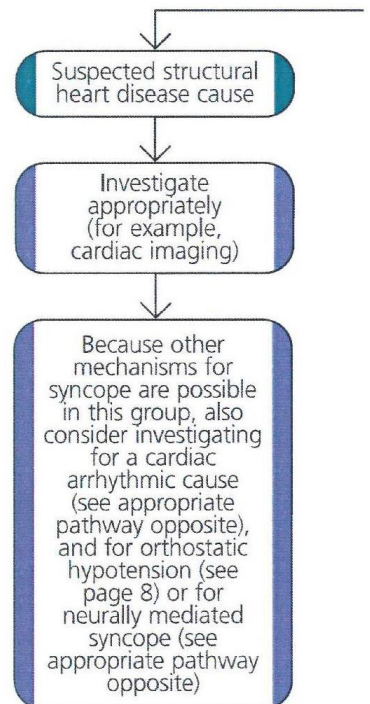 Suspected structural
heart disease cause
Investigate
appropriately
(for example,
cardiac imaging)
Because other
mechanisms for
syncope are possible
in this group, also
consider investigating
for a cardiac
arrhythmic cause
(see appropriate
pathway opposite),
and for orthostatic
hypotension (see
page 8) or for
neurally mediated
syncope (see
appropriate pathway
opposite)